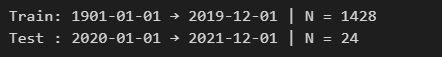 Train: 1901-01-01 → 2019-12-01 | N = 1428
Test : 2020-01-01 → 2021-12-01 | N = 24